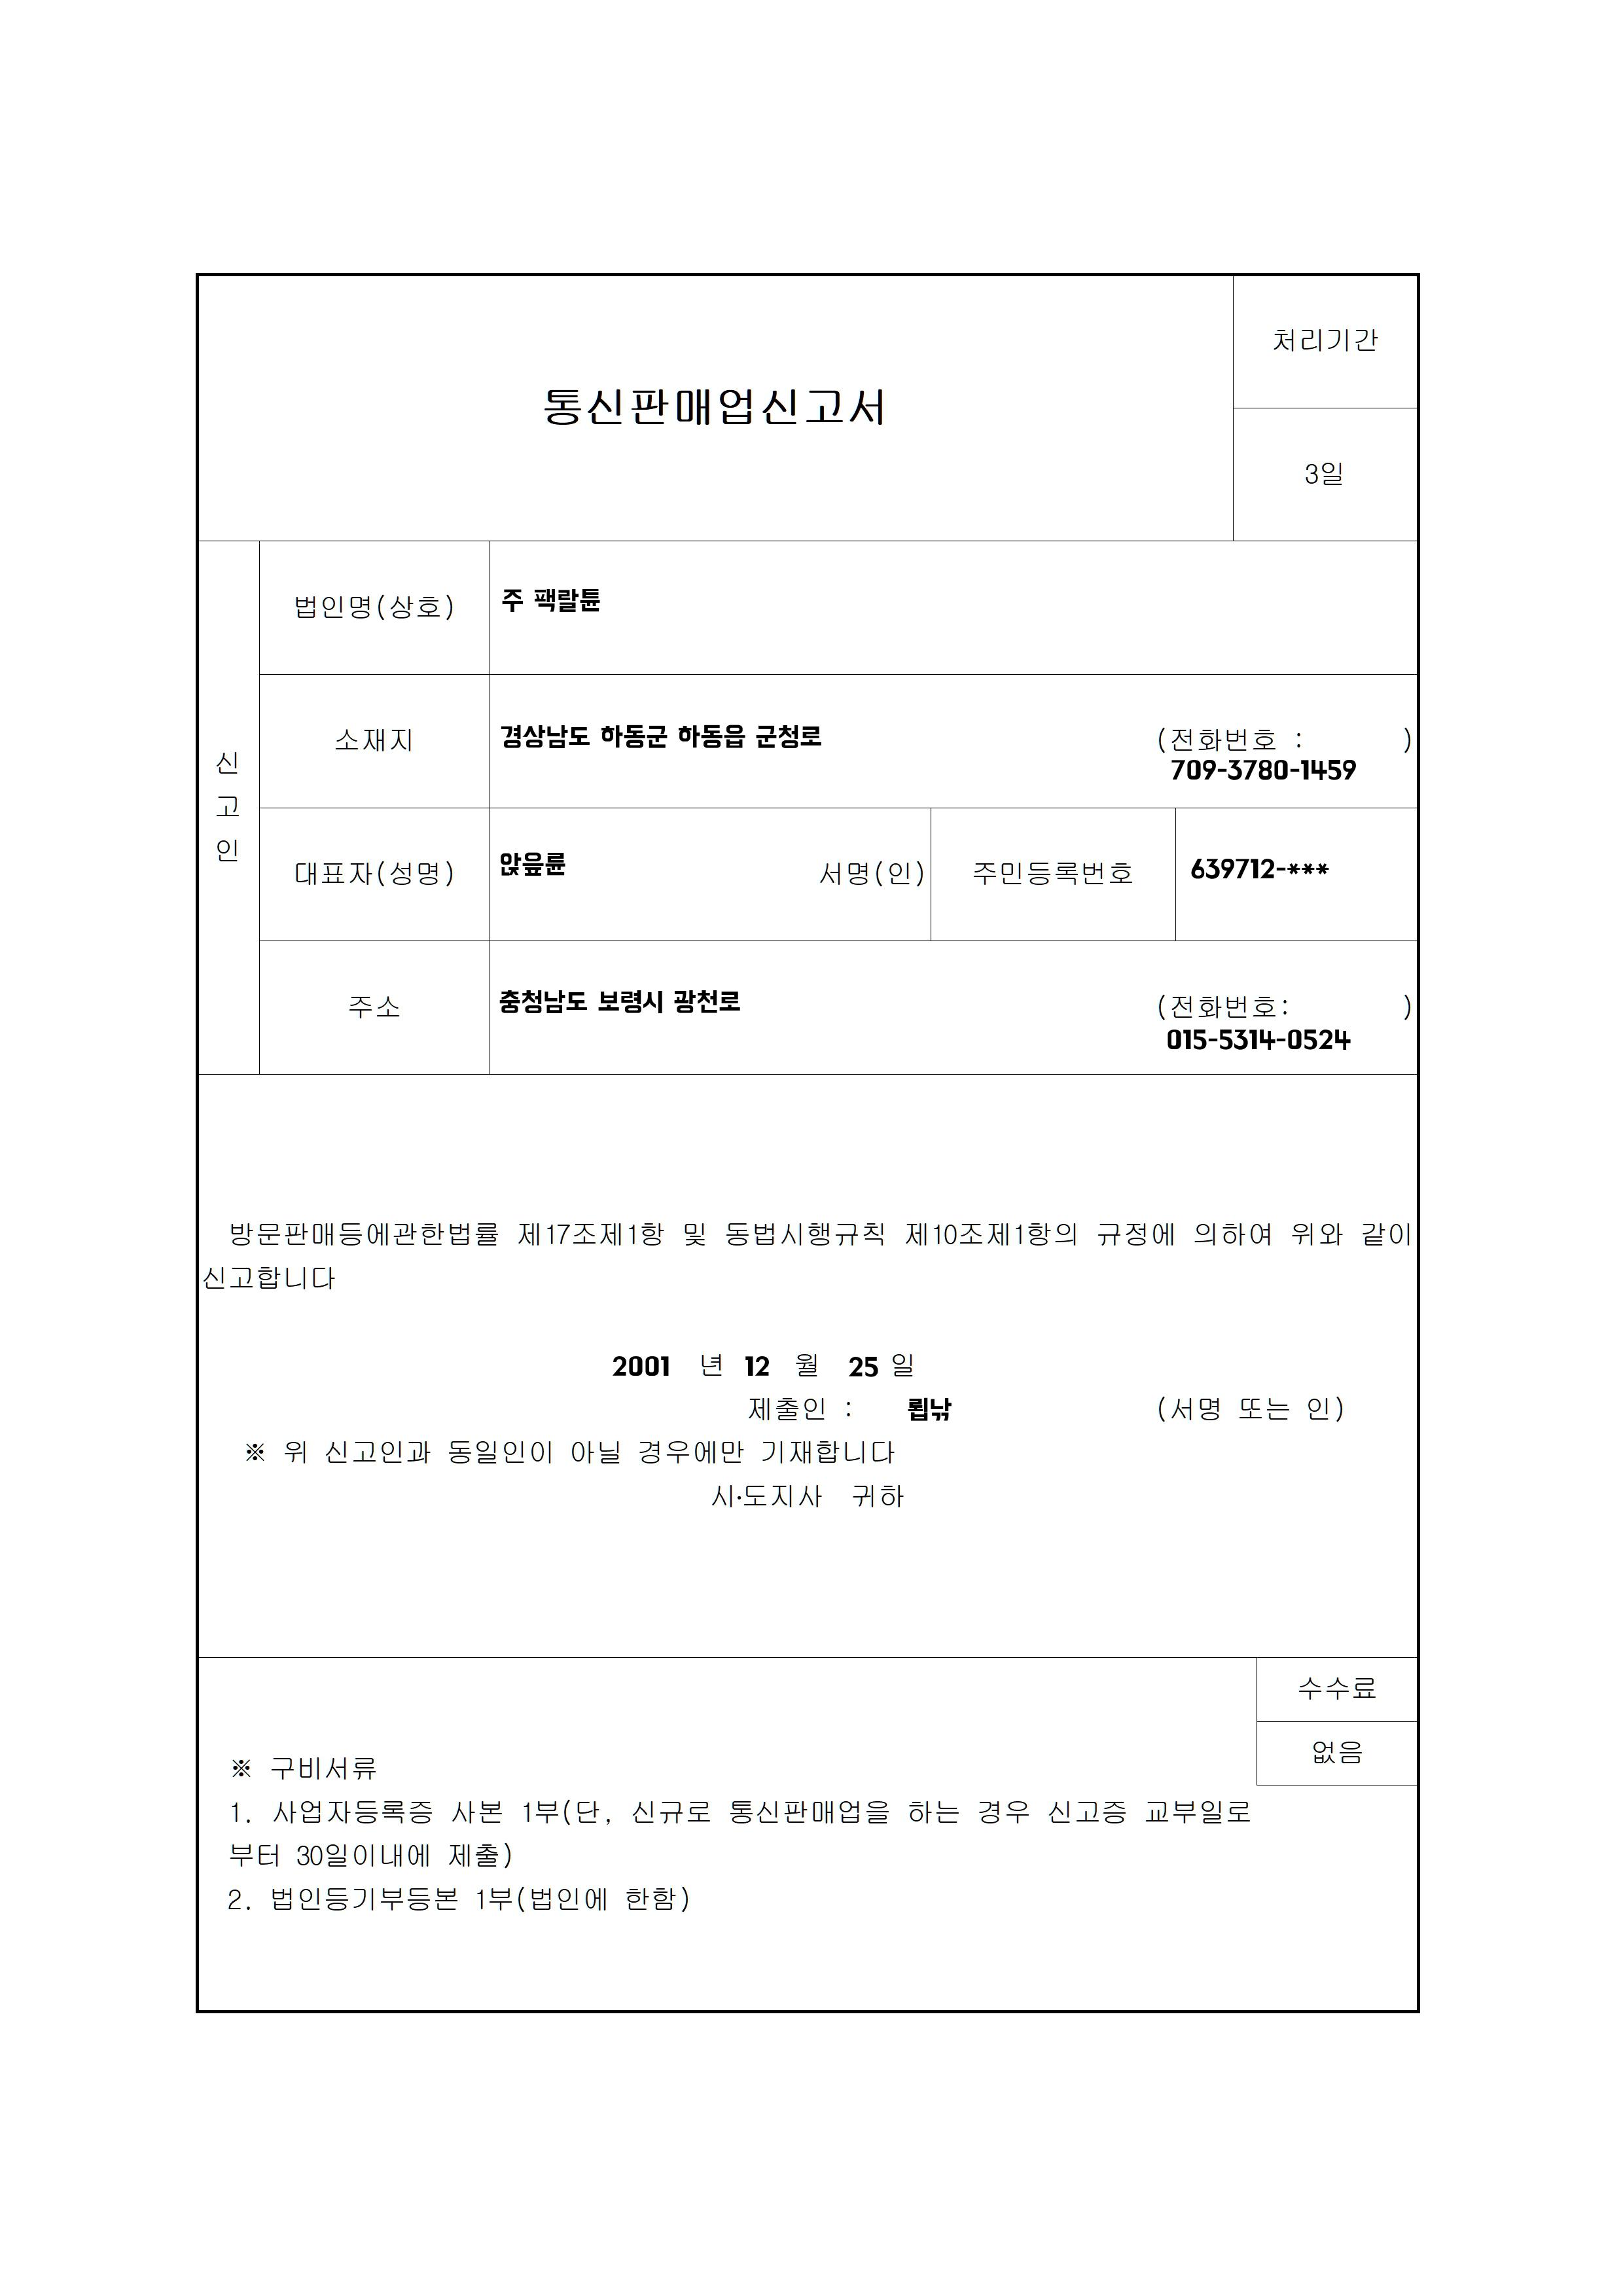 처리기간
통신판매업신고서
3일
신
고
인
법인명(상호)
주 팩랄튠
소재지
경상남도 하동군 하동읍 군청로
(전화번호 : )
709-3780-1459
대표자(성명)
서명(인)
주민등록번호
639712-***
주소
충청남도 보령시 광천로
(전화번호: )
015-5314-0524
방문판매등에관한법률 제17조제1항 및 동법시행규칙 제10조제1항의 규정에 의하여 위와 같이
신고합니다
2001 년 12 월 25 일
제출인 : (서명 또는 인)
※ 위 신고인과 동일인이 아닐 경우에만 기재합니다
시·도지사 귀하
수수료
없음
※ 구비서류
1. 사업자등록증 사본 1부(단, 신규로 통신판매업을 하는 경우 신고증 교부일로
부터 30일이내에 제출)
2. 법인등기부등본 1부(법인에 한함)